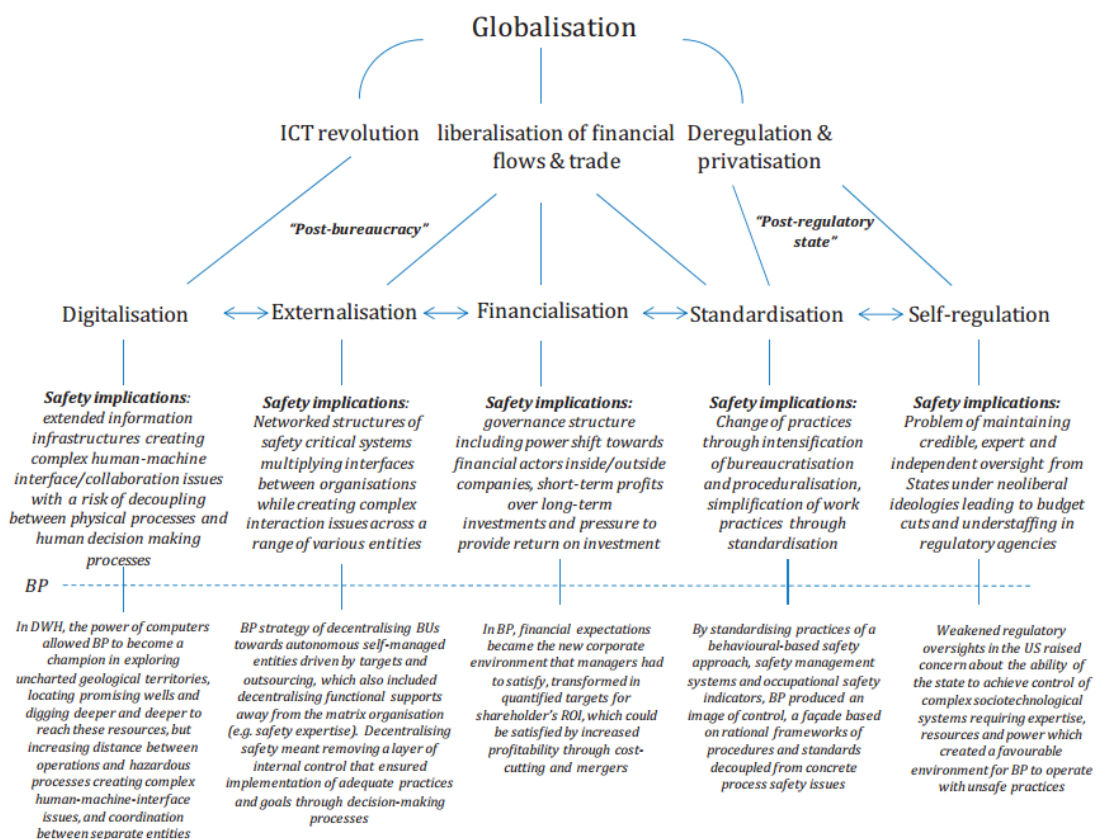 Globalisation
ICT revolution
liberalisation of financial
flows & trade
Deregulation &
privatisation
"Post-bureaucracy"
"Post-regulatory
state"
Digitalisation
Externalisation
Financialisation
Standardisation
Self-regulation
Safety implications:
extended information
infrastructures creating
complex human-machine
interface/collaboration issues
with a risk of decoupling
between physical processes and
human decision making
processes
Safety implications:
Networked structures of
safety critical systems
multiplying interfaces
between organisations
while creating complex
interaction issues across a
range of various entities
Safety implications:
governance structure
including power shift towards
financial actors inside/outside
companies, short-term profits
over long-term
investments and pressure to
provide return on investment
Safety implications:
Change of practices
through intensification
of bureaucratisation
and proceduralisation,
simplification of work
practices through
standardisation
Safety implications:
Problem of maintaining
credible, expert and
independent oversight from
States under neoliberal
ideologies leading to budget
cuts and understaffing in
regulatory agencies
BP
In DWH, the power of computers
allowed BP to become a
champion in exploring
uncharted geological territories,
locating promising wells and
digging deeper and deeper to
reach these resources, but
increasing distance between
operations and hazardous
processes creating complex
human-machine-interface
issues, and coordination
between separate entities
BP strategy of decentralising BUs
towards autonomous self-managed
entities driven by targets and
outsourcing, which also included
decentralising functional supports
away from the matrix organisation
(e.g. safety expertise). Decentralising
safety meant removing a layer of
internal control that ensured
implementation of adequate practices
and goals through decision-making
processes
In BP, financial expectations
became the new corporate
environment that managers had
to satisfy, transformed in
quantified targets for
shareholder's ROI, which could
be satisfied by increased
profitability through cost-
cutting and mergers
By standardising practices of a
behavioural-based safety
approach, safety management
systems and occupational safety
indicators, BP produced an
image of control, a façade based
on rational frameworks of
procedures and standards
decoupled from concrete
process safety issues
Weakened regulatory
oversights in the US raised
concern about the ability of
the state to achieve control of
complex sociotechnological
systems requiring expertise,
resources and power which
created a favourable
environment for BP to operate
with unsafe practices